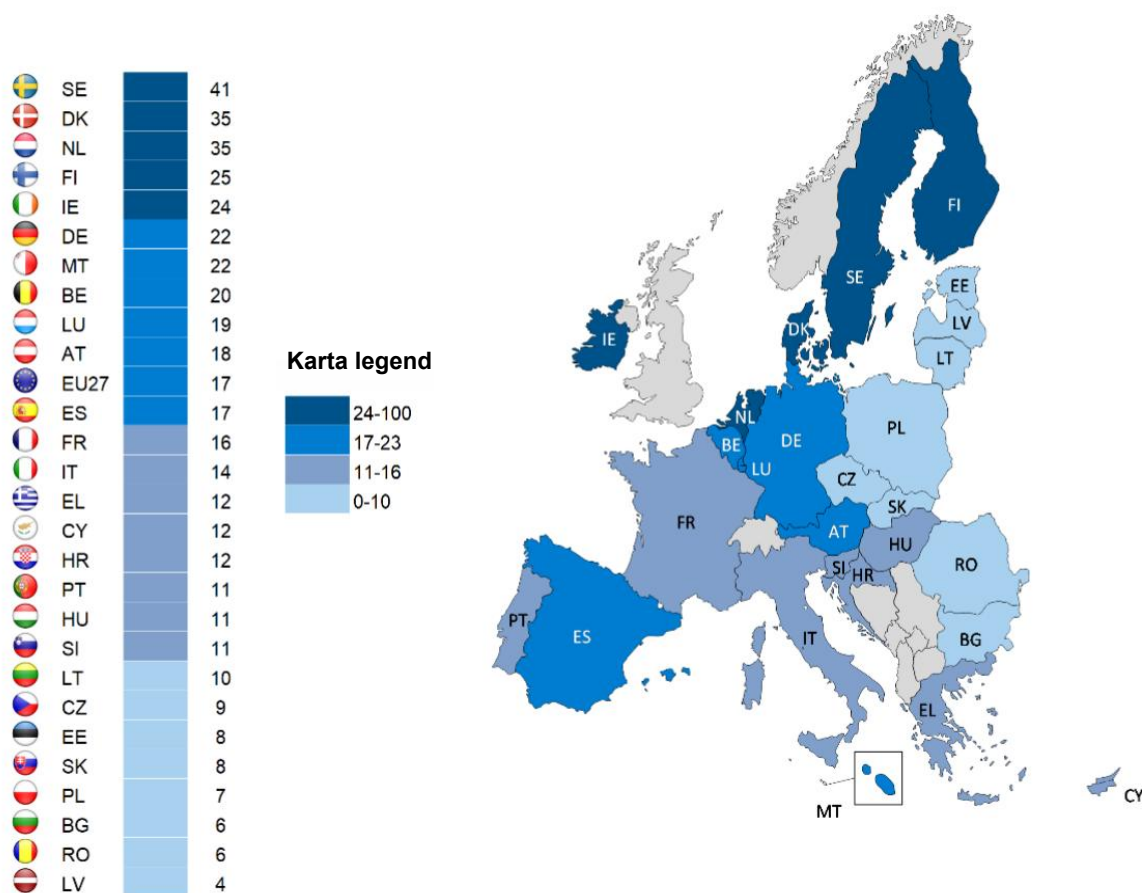 SE 41
DK 35
NL 35
FI 25
IE 24
DE 22
MT 22
BE 20
LU 19
AT 18
EU27 17
ES 17
FR 16
IT 14
EL 12
CY 12
HR 12
PT 11
HU 11
SI 11
LT 10
CZ 9
EE 8
SK 8
PL 7
BG 6
RO 6
LV 4
Karta legend
24-100
17-23
11-16
0-10
FI
SE
EE
LV
LT
DK
IE
NL
BE
DE
PL
LU
CZ
SK
FR
AT
HU
SI
HR
RO
PT
ES
IT
BG
EL
MT
CY